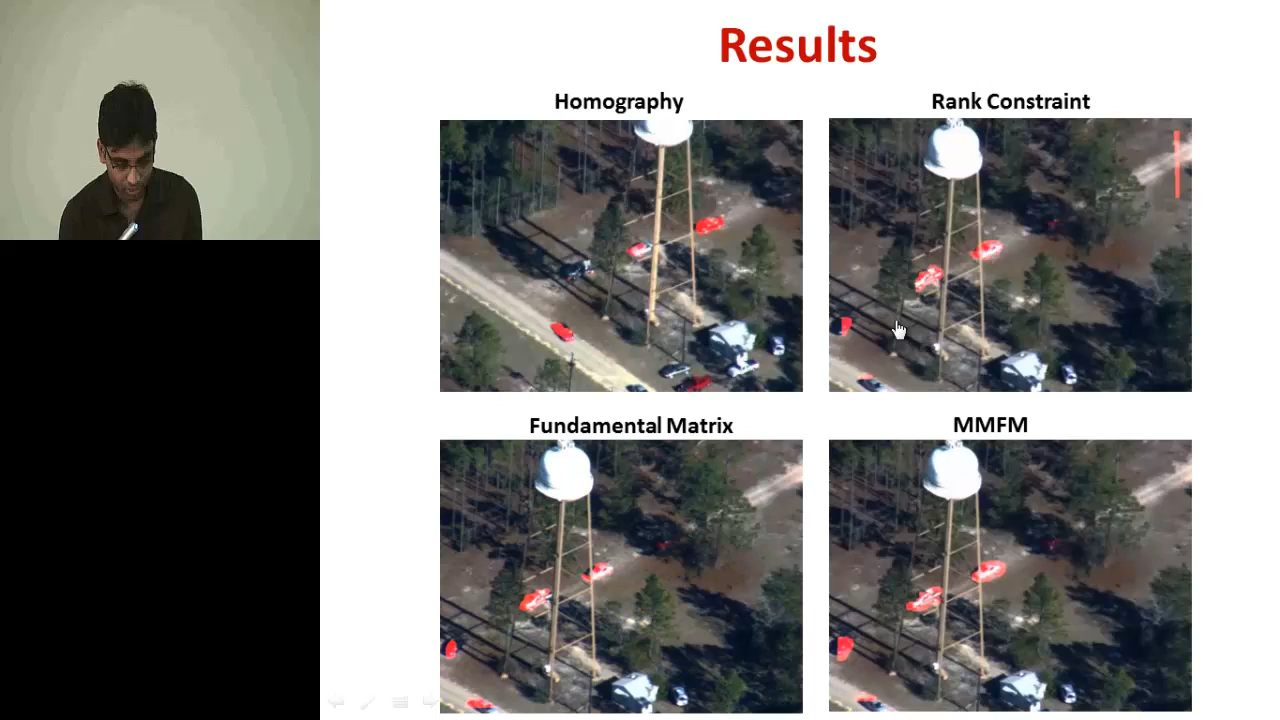 Results
Homography
Rank Constraint
Fundamental Matrix
MMFM